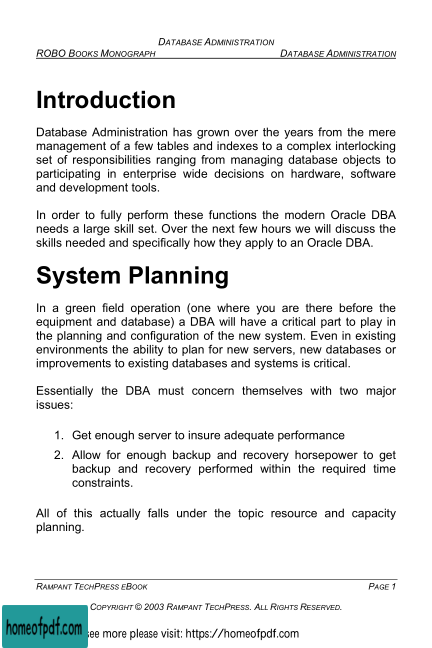 DATABASE ADMINISTRATION
ROBO BOOKS MONOGRAPH DATABASE ADMINISTRATION
Introduction
Database Administration has grown over the years from the mere
management of a few tables and indexes to a complex interlocking
set of responsibilities ranging from managing database objects to
participating in enterprise wide decisions on hardware, software
and development tools.
In order to fully perform these functions the modern Oracle DBA
needs a large skill set. Over the next few hours we will discuss the
skills needed and specifically how they apply to an Oracle DBA.
System Planning
In a green field operation (one where you are there before the
equipment and database) a DBA will have a critical part to play in
the planning and configuration of the new system. Even in existing
environments the ability to plan for new servers, new databases or
improvements to existing databases and systems is critical.
Essentially the DBA must concern themselves with two major
issues:
1. Get enough server to insure adequate performance
2. Allow for enough backup and recovery horsepower to get
backup and recovery performed within the required time
constraints.
All of this actually falls under the topic resource and capacity
planning.
RAMPANT TECHPRESS EBOOK PAGE 1
COPYRIGHT © 2003 RAMPANT TECHPRESS. ALL RIGHTS RESERVED.
homeofpdf.com
see more please visit: https://homeofpdf.com